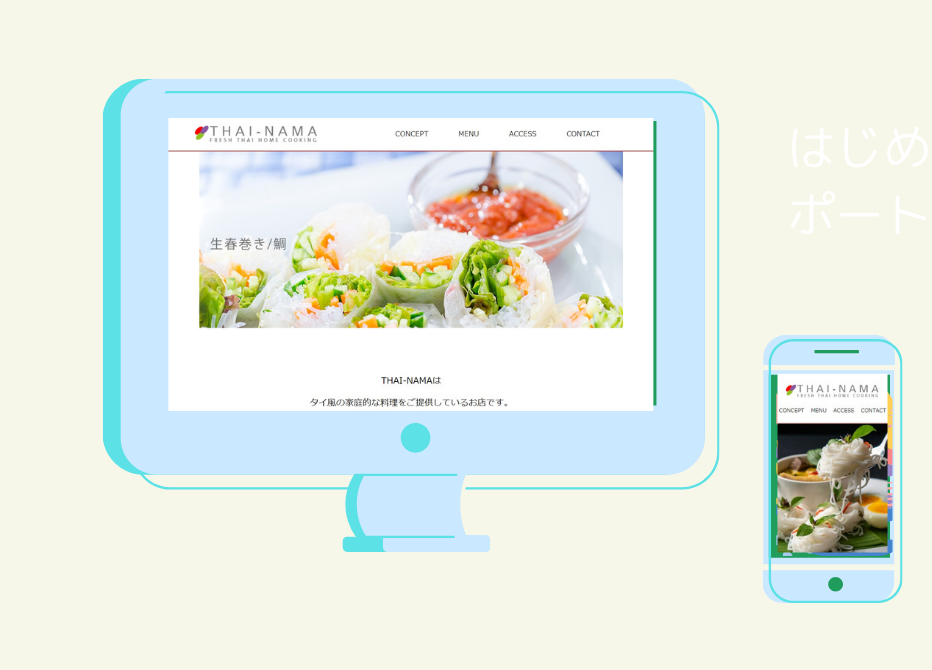 THAI-NAMA
FRESH THAI HOME COOKING
CONCEPT MENU ACCESS CONTACT
生春巻き/鯛
THAI-NAMAは
タイ風の家庭的な料理をご提供しているお店です。
はじめ
ポート
THAI-NAMA
FRESH THAI HOME COOKING
CONCEPT MENU ACCESS CONTACT